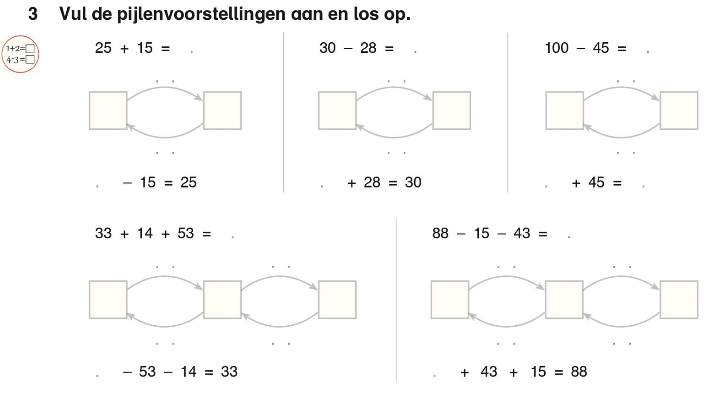 3 Vul de pijlenvoorstellingen aan en los op.
1+2=
4-3=
25 + 15 = .
30 – 28 = .
100 – 45 = .
. – 15 = 25
. + 28 = 30
. + 45 = .
33 + 14 + 53 = .
88 – 15 – 43 = .
. – 53 – 14 = 33
. + 43 + 15 = 88